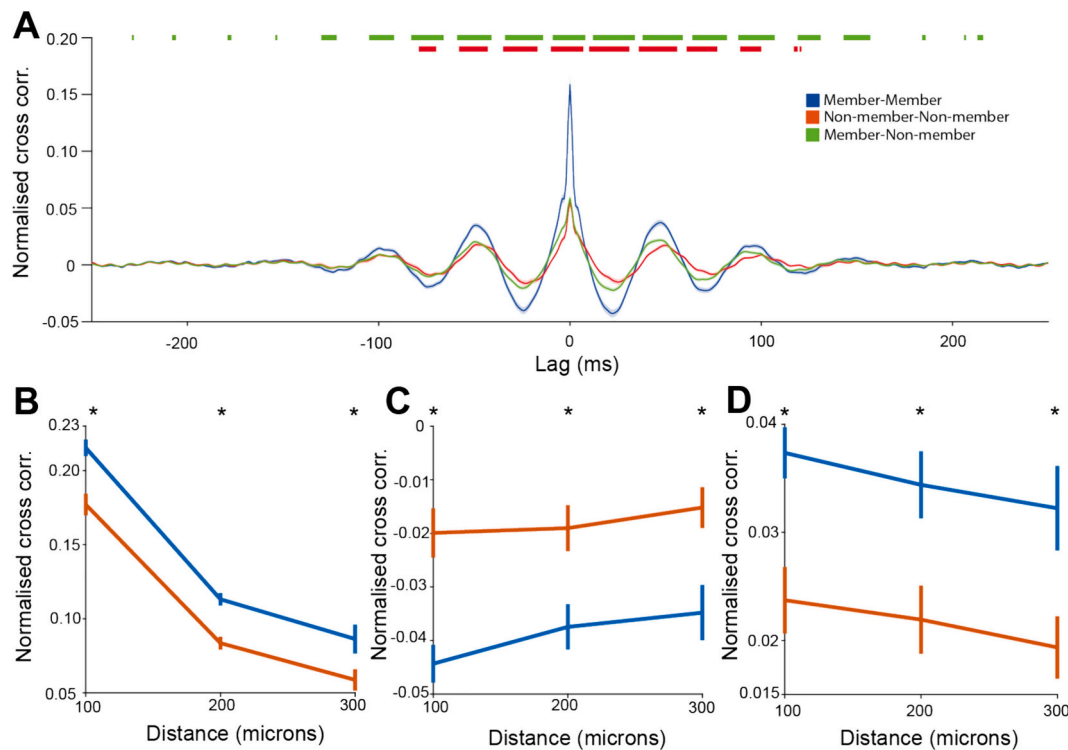 A
Normalised cross corr.
0.20
0.15
0.10
0.05
0
-0.05
Member-Member
Non-member-Non-member
Member-Non-member
-200
-100
0
100
200
Lag (ms)
B
* * *
Normalised cross corr.
0.23
0.20
0.15
0.10
0.05
100
200
300
Distance (microns)
C
* * *
Normalised cross corr.
0
-0.01
-0.02
-0.03
-0.04
-0.05
100
200
300
Distance (microns)
D
* * *
Normalised cross corr.
0.04
0.03
0.02
0.015
100
200
300
Distance (microns)